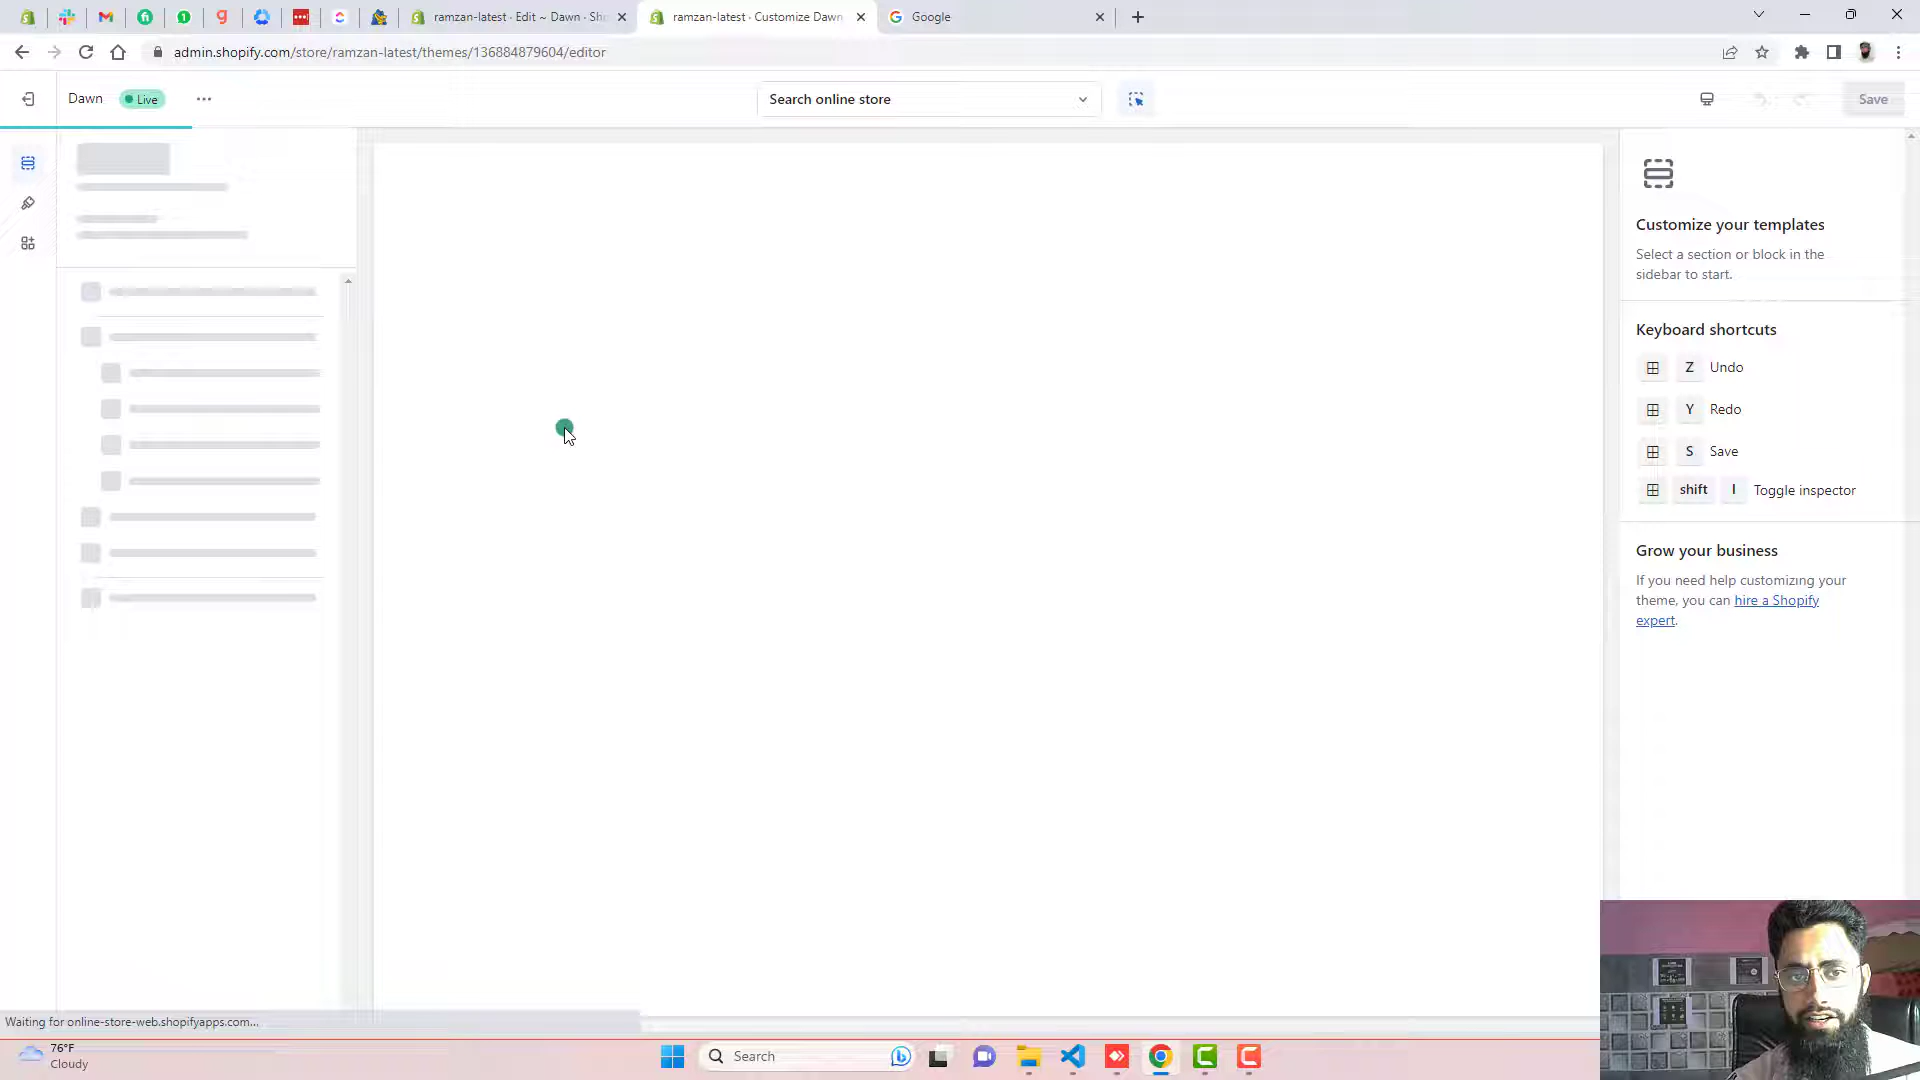 ramzan-latest · Edit ~ Dawn · Sh
ramzan-latest · Customize Dawn
Google
admin.shopify.com/store/ramzan-latest/themes/136884879604/editor
Dawn
Live
Search online store
Save
Customize your templates
Select a section or block in the
sidebar to start.
Keyboard shortcuts
Z Undo
Y Redo
S Save
shift I Toggle inspector
Grow your business
If you need help customizing your
theme, you can hire a Shopify
expert.
Waiting for online-store-web.shopifyapps.com...
76°F
Cloudy
Search